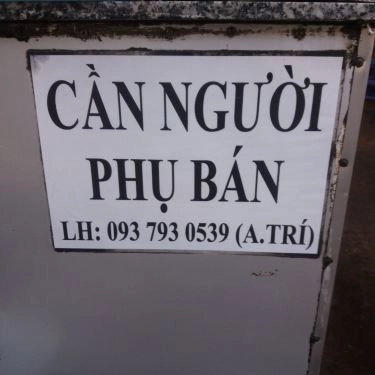 CẦN NGƯỜI
PHỤ BÁN
LH: 093 793 0539 (A.TRÍ)